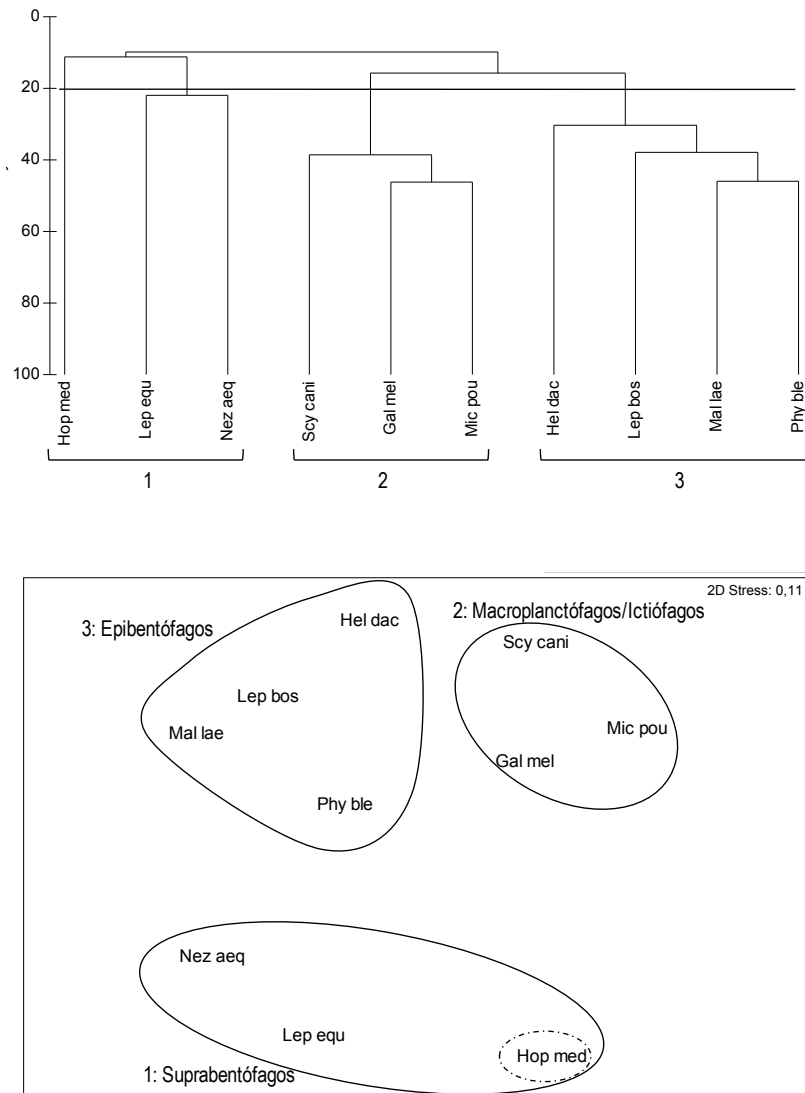 0
20
40
60
80
100
Hop med
Lep equ
Nez aeq
Scy cani
Gal mel
Mic pou
Hel dac
Lep bos
Mal lae
Phy ble
1
2
3
2D Stress: 0,11
3: Epibentófagos
Hel dac
2: Macroplanctófagos/Ictiófagos
Scy cani
Lep bos
Mal lae
Mic pou
Gal mel
Phy ble
Nez aeq
Lep equ
Hop med
1: Suprabentófagos